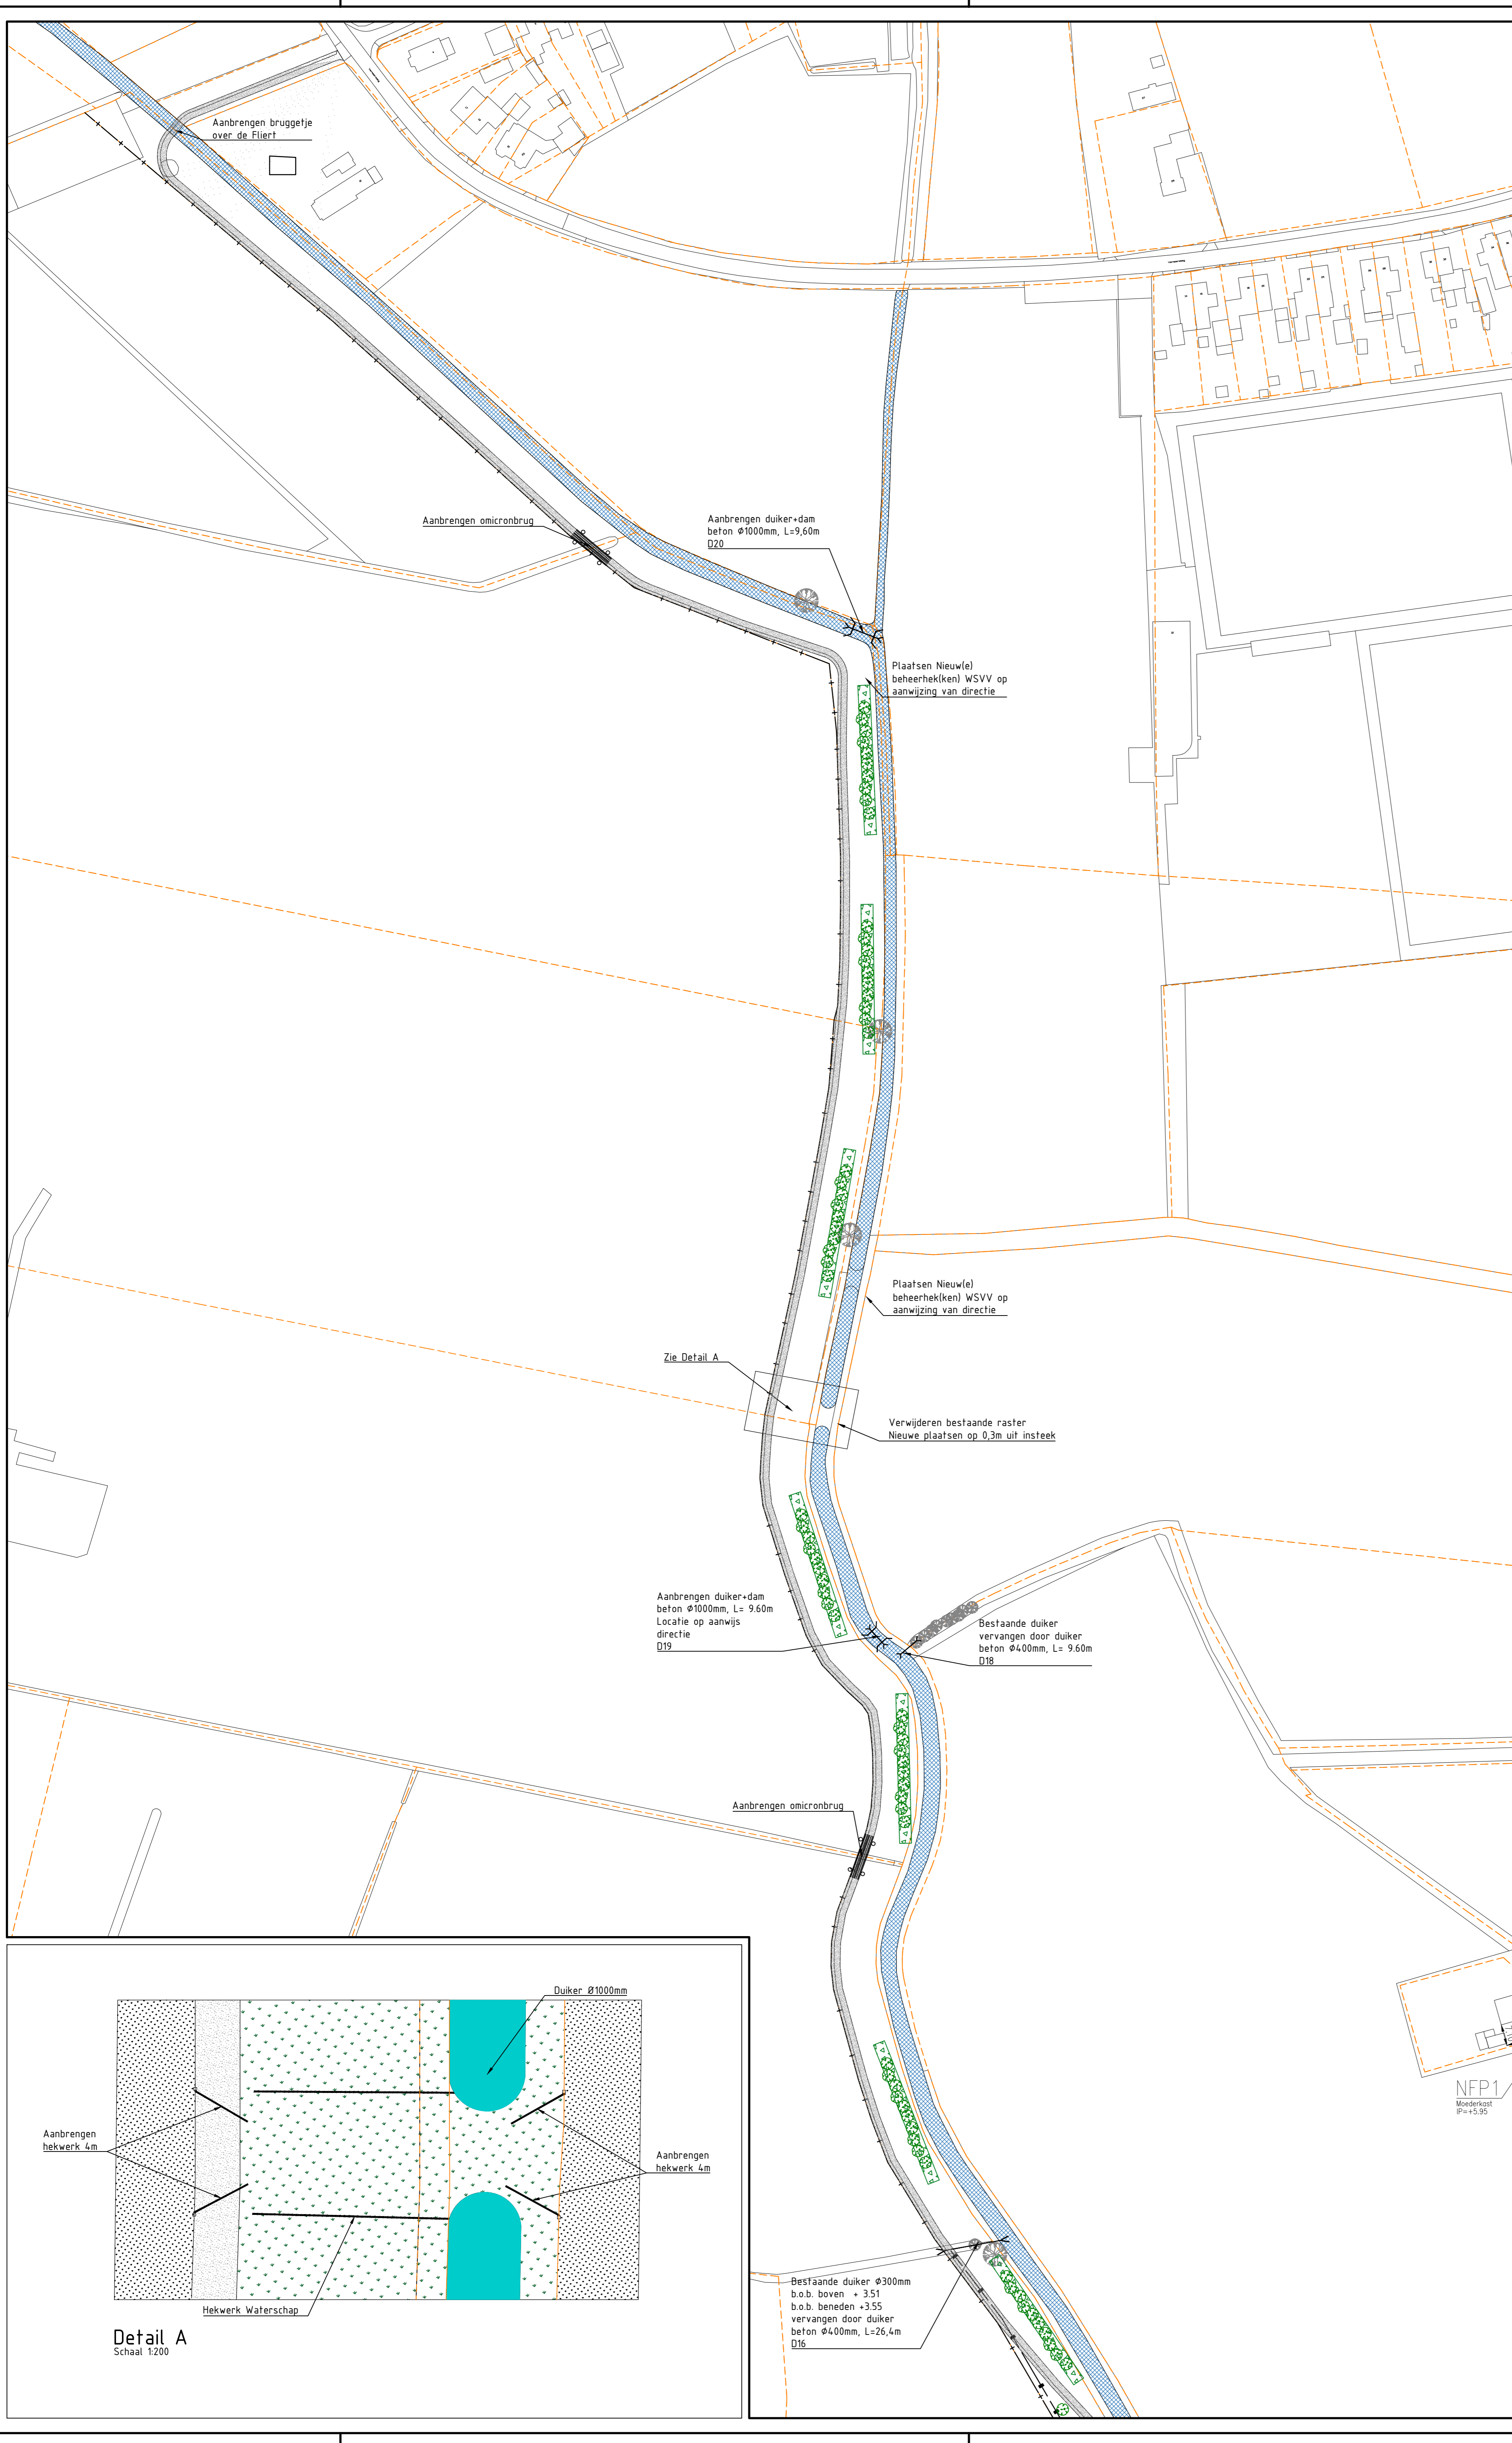 Aanbrengen bruggetje
over de Fliert
Aanbrengen omicronbrug
Aanbrengen duiker+dam
beton Ø1000mm, L=9,60m
D20
Plaatsen Nieuw(e)
beheerhek(ken) WSVV op
aanwijzing van directie
Plaatsen Nieuw(e)
beheerhek(ken) WSVV op
aanwijzing van directie
Zie Detail A
Verwijderen bestaande raster
Nieuwe plaatsen op 0,3m uit insteek
Aanbrengen duiker+dam
beton Ø1000mm, L= 9.60m
Locatie op aanwijs
directie
D19
Bestaande duiker
vervangen door duiker
beton Ø400mm, L= 9.60m
D18
Aanbrengen omicronbrug
NFP1
Moederkast
IP=+5.95
Duiker Ø1000mm
Aanbrengen
hekwerk 4m
Aanbrengen
hekwerk 4m
Hekwerk Waterschap
Detail A
Schaal 1:200
Bestaande duiker Ø300mm
b.o.b. boven + 3.51
b.o.b. beneden +3.55
vervangen door duiker
beton Ø400mm, L=26,4m
D16